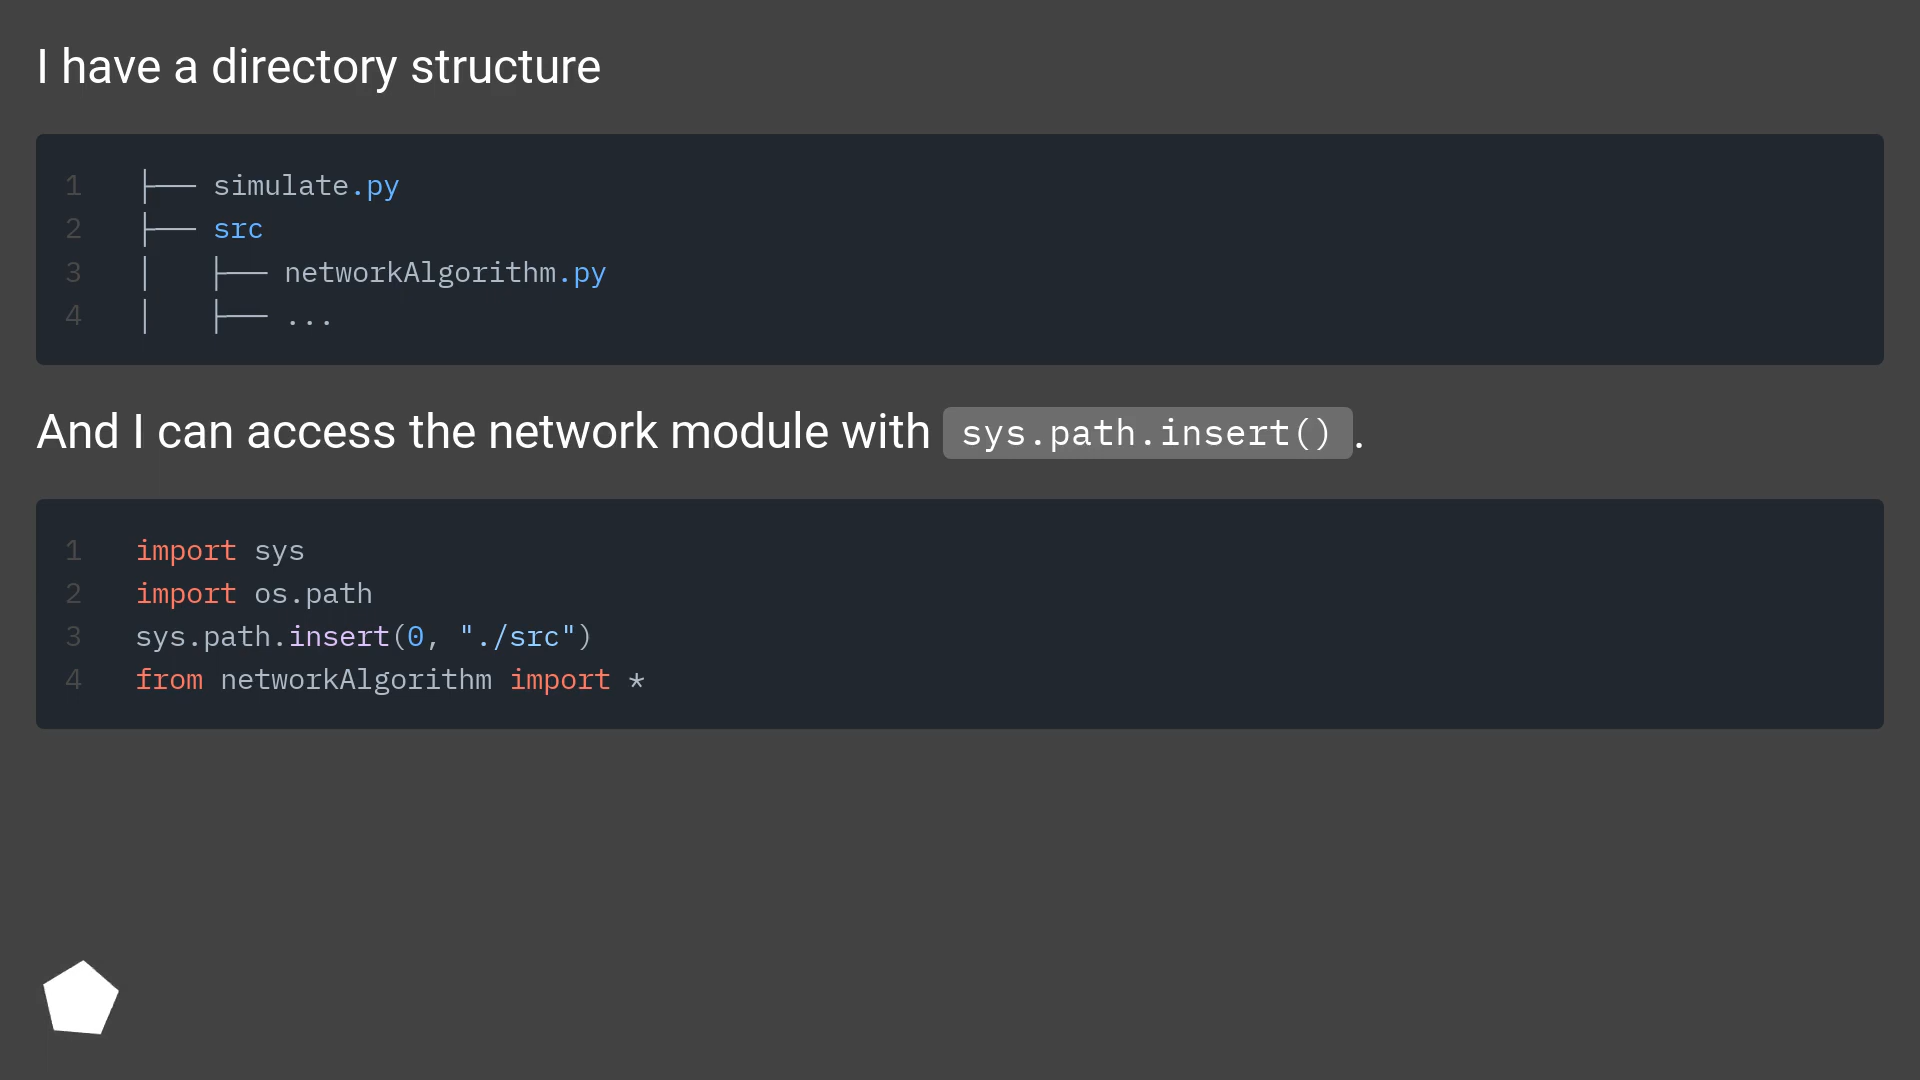 I have a directory structure
1 ├── simulate.py
2 ├── src
3 │   ├── networkAlgorithm.py
4 │   ├── ...
And I can access the network module with sys.path.insert() .
1 import sys
2 import os.path
3 sys.path.insert(0, "./src")
4 from networkAlgorithm import *